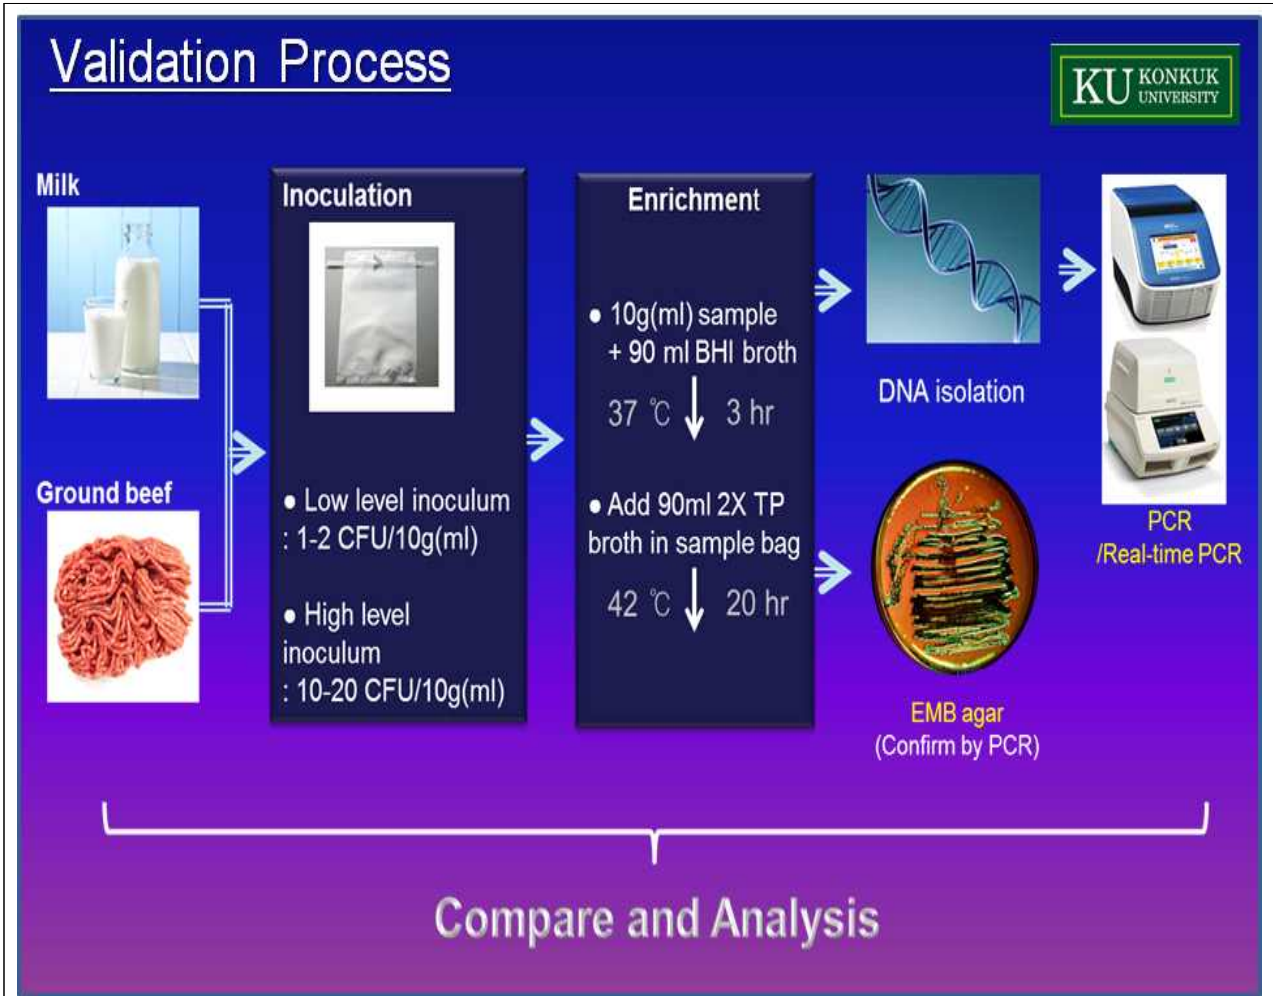 Validation Process
KU KONKUK
UNIVERSITY
Milk
Ground beef
Inoculation
● Low level inoculum
: 1-2 CFU/10g(ml)
● High level
inoculum
: 10-20 CFU/10g(ml)
Enrichment
● 10g(ml) sample
+ 90 ml BHI broth
37 ℃ 3 hr
● Add 90ml 2X TP
broth in sample bag
42 ℃ 20 hr
DNA isolation
EMB agar
(Confirm by PCR)
PCR
/Real-time PCR
Compare and Analysis